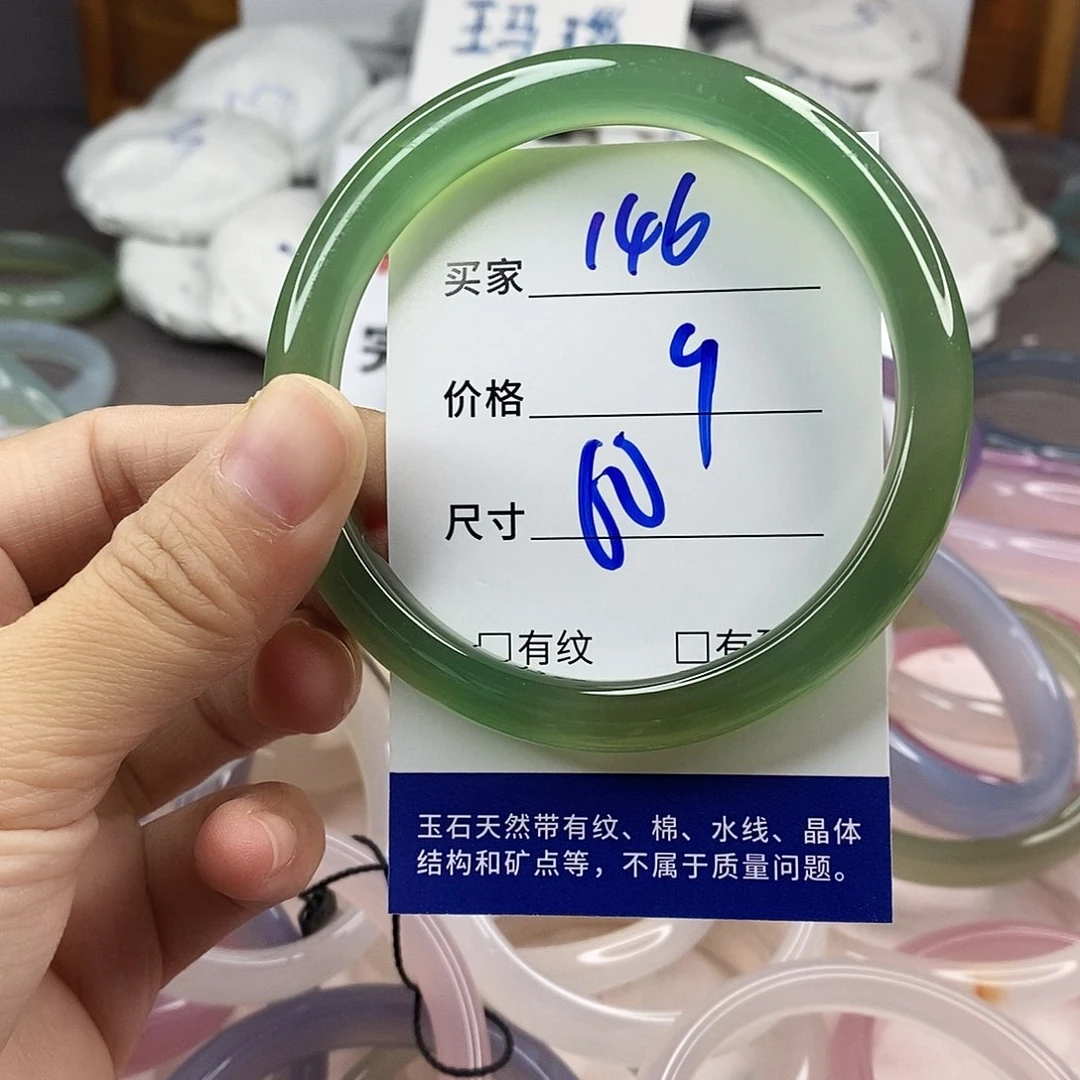 玛瑙
买家 146
价格 9
尺寸 60
□有纹 □有
玉石天然带有纹、棉、水线、晶体
结构和矿点等，不属于质量问题。